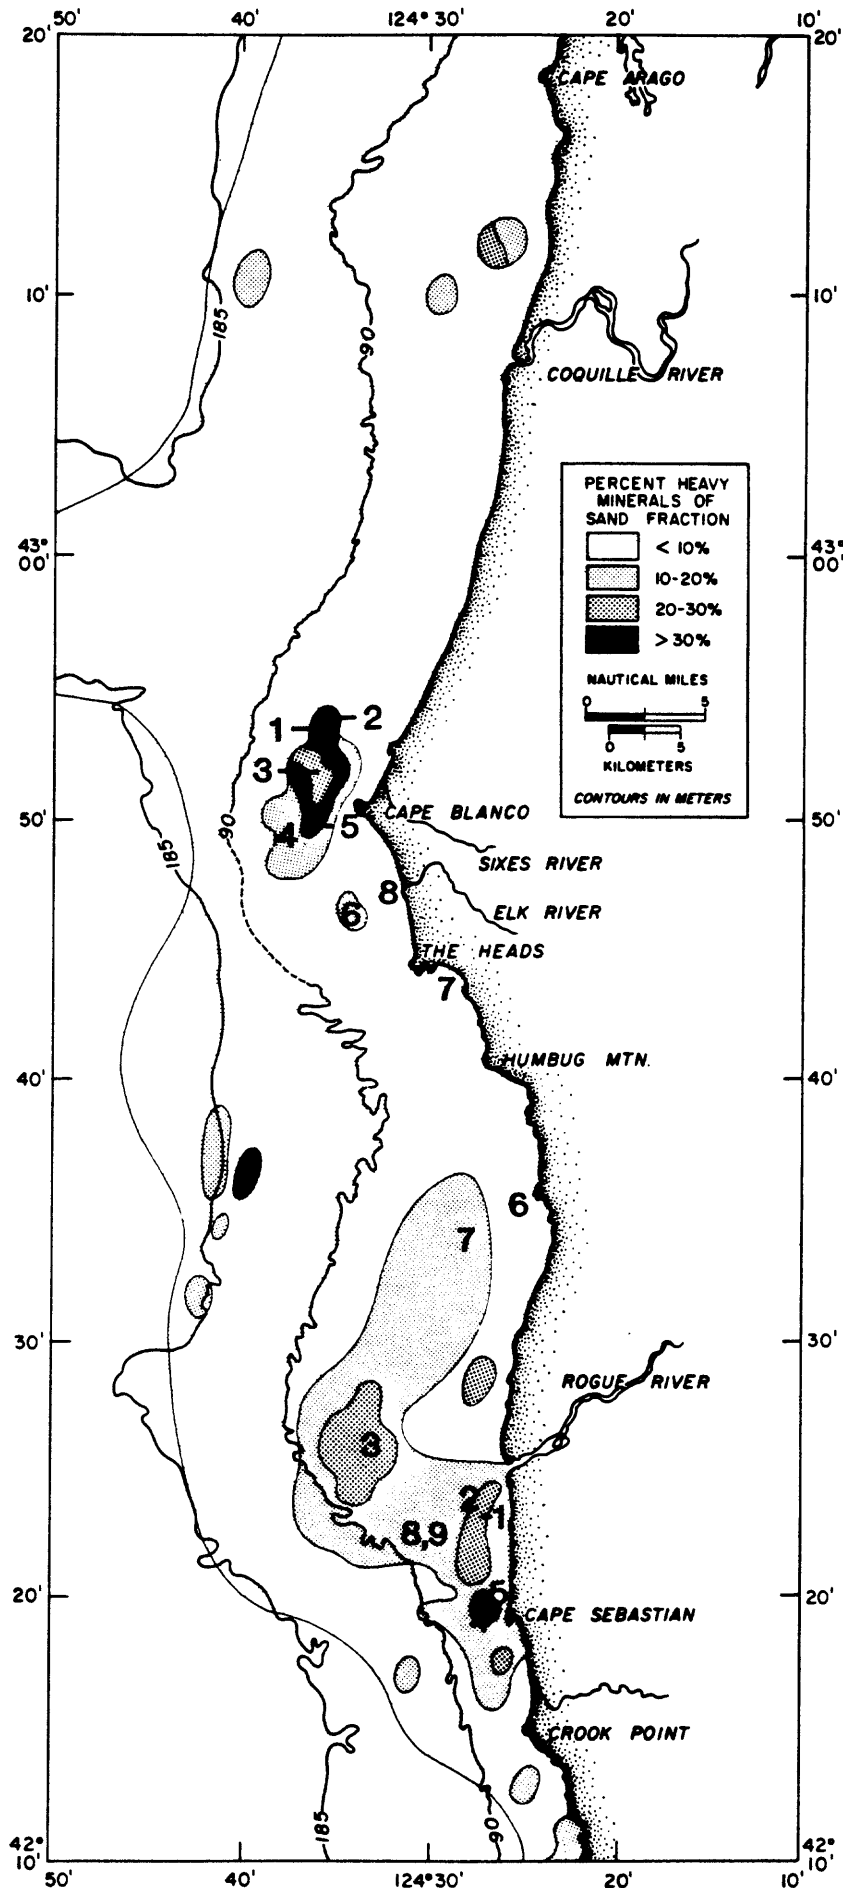 50' 40' 124° 30' 20' 10'
20' 20'
CAPE ARAGO
10' 10'
185
90
COQUILLE RIVER
PERCENT HEAVY
MINERALS OF
SAND FRACTION
43° 43°
00' 00'
< 10%
10-20%
20-30%
> 30%
NAUTICAL MILES
0 5
0 5
KILOMETERS
CONTOURS IN METERS
1 2
3
50' 50'
CAPE BLANCO
90
4 5
185
SIXES RIVER
8
6
ELK RIVER
THE HEADS
7
HUMBUG MTN.
40' 40'
6
7
30' 30'
ROGUE RIVER
2
1
8,9
5
20' 20'
CAPE SEBASTIAN
CROOK POINT
185
90
42° 42°
10' 10'
50' 40' 124° 30' 20' 10'